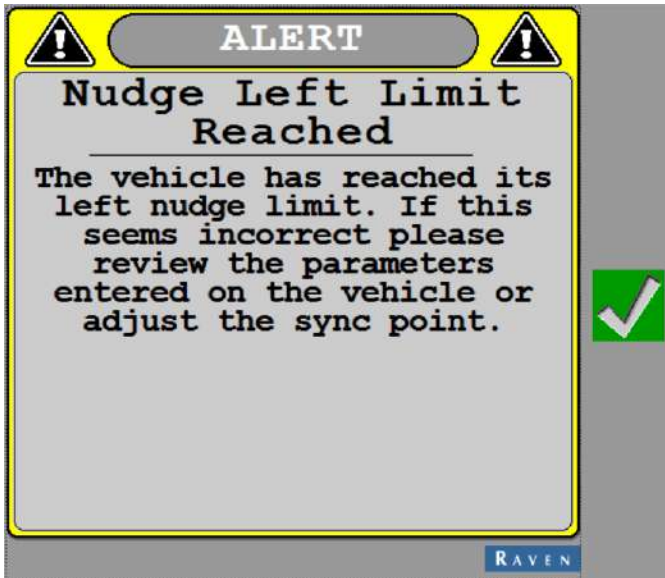 ALERT
Nudge Left Limit
Reached
The vehicle has reached its
left nudge limit. If this
seems incorrect please
review the parameters
entered on the vehicle or
adjust the sync point.
RAVEN